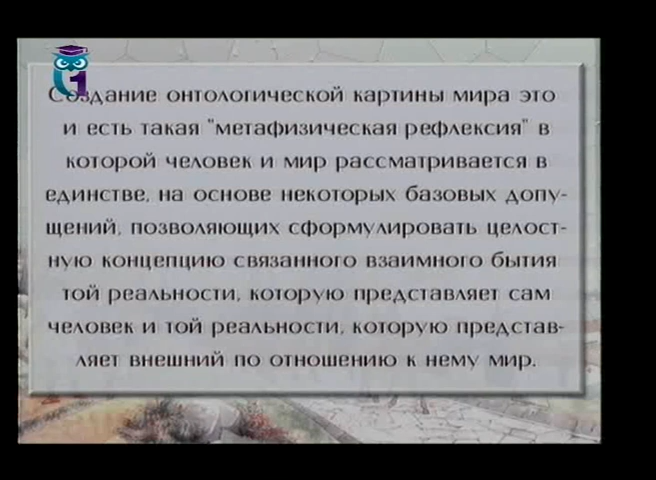 1
Создание онтологической картины мира это
и есть такая "метафизическая рефлексия" в
которой человек и мир рассматривается в
единстве, на основе некоторых базовых допу-
щений, позволяющих сформулировать целост-
ную концепцию связанного взаимного бытия
той реальности, которую представляет сам
человек и той реальности, которую представ-
ляет внешний по отношению к нему мир.